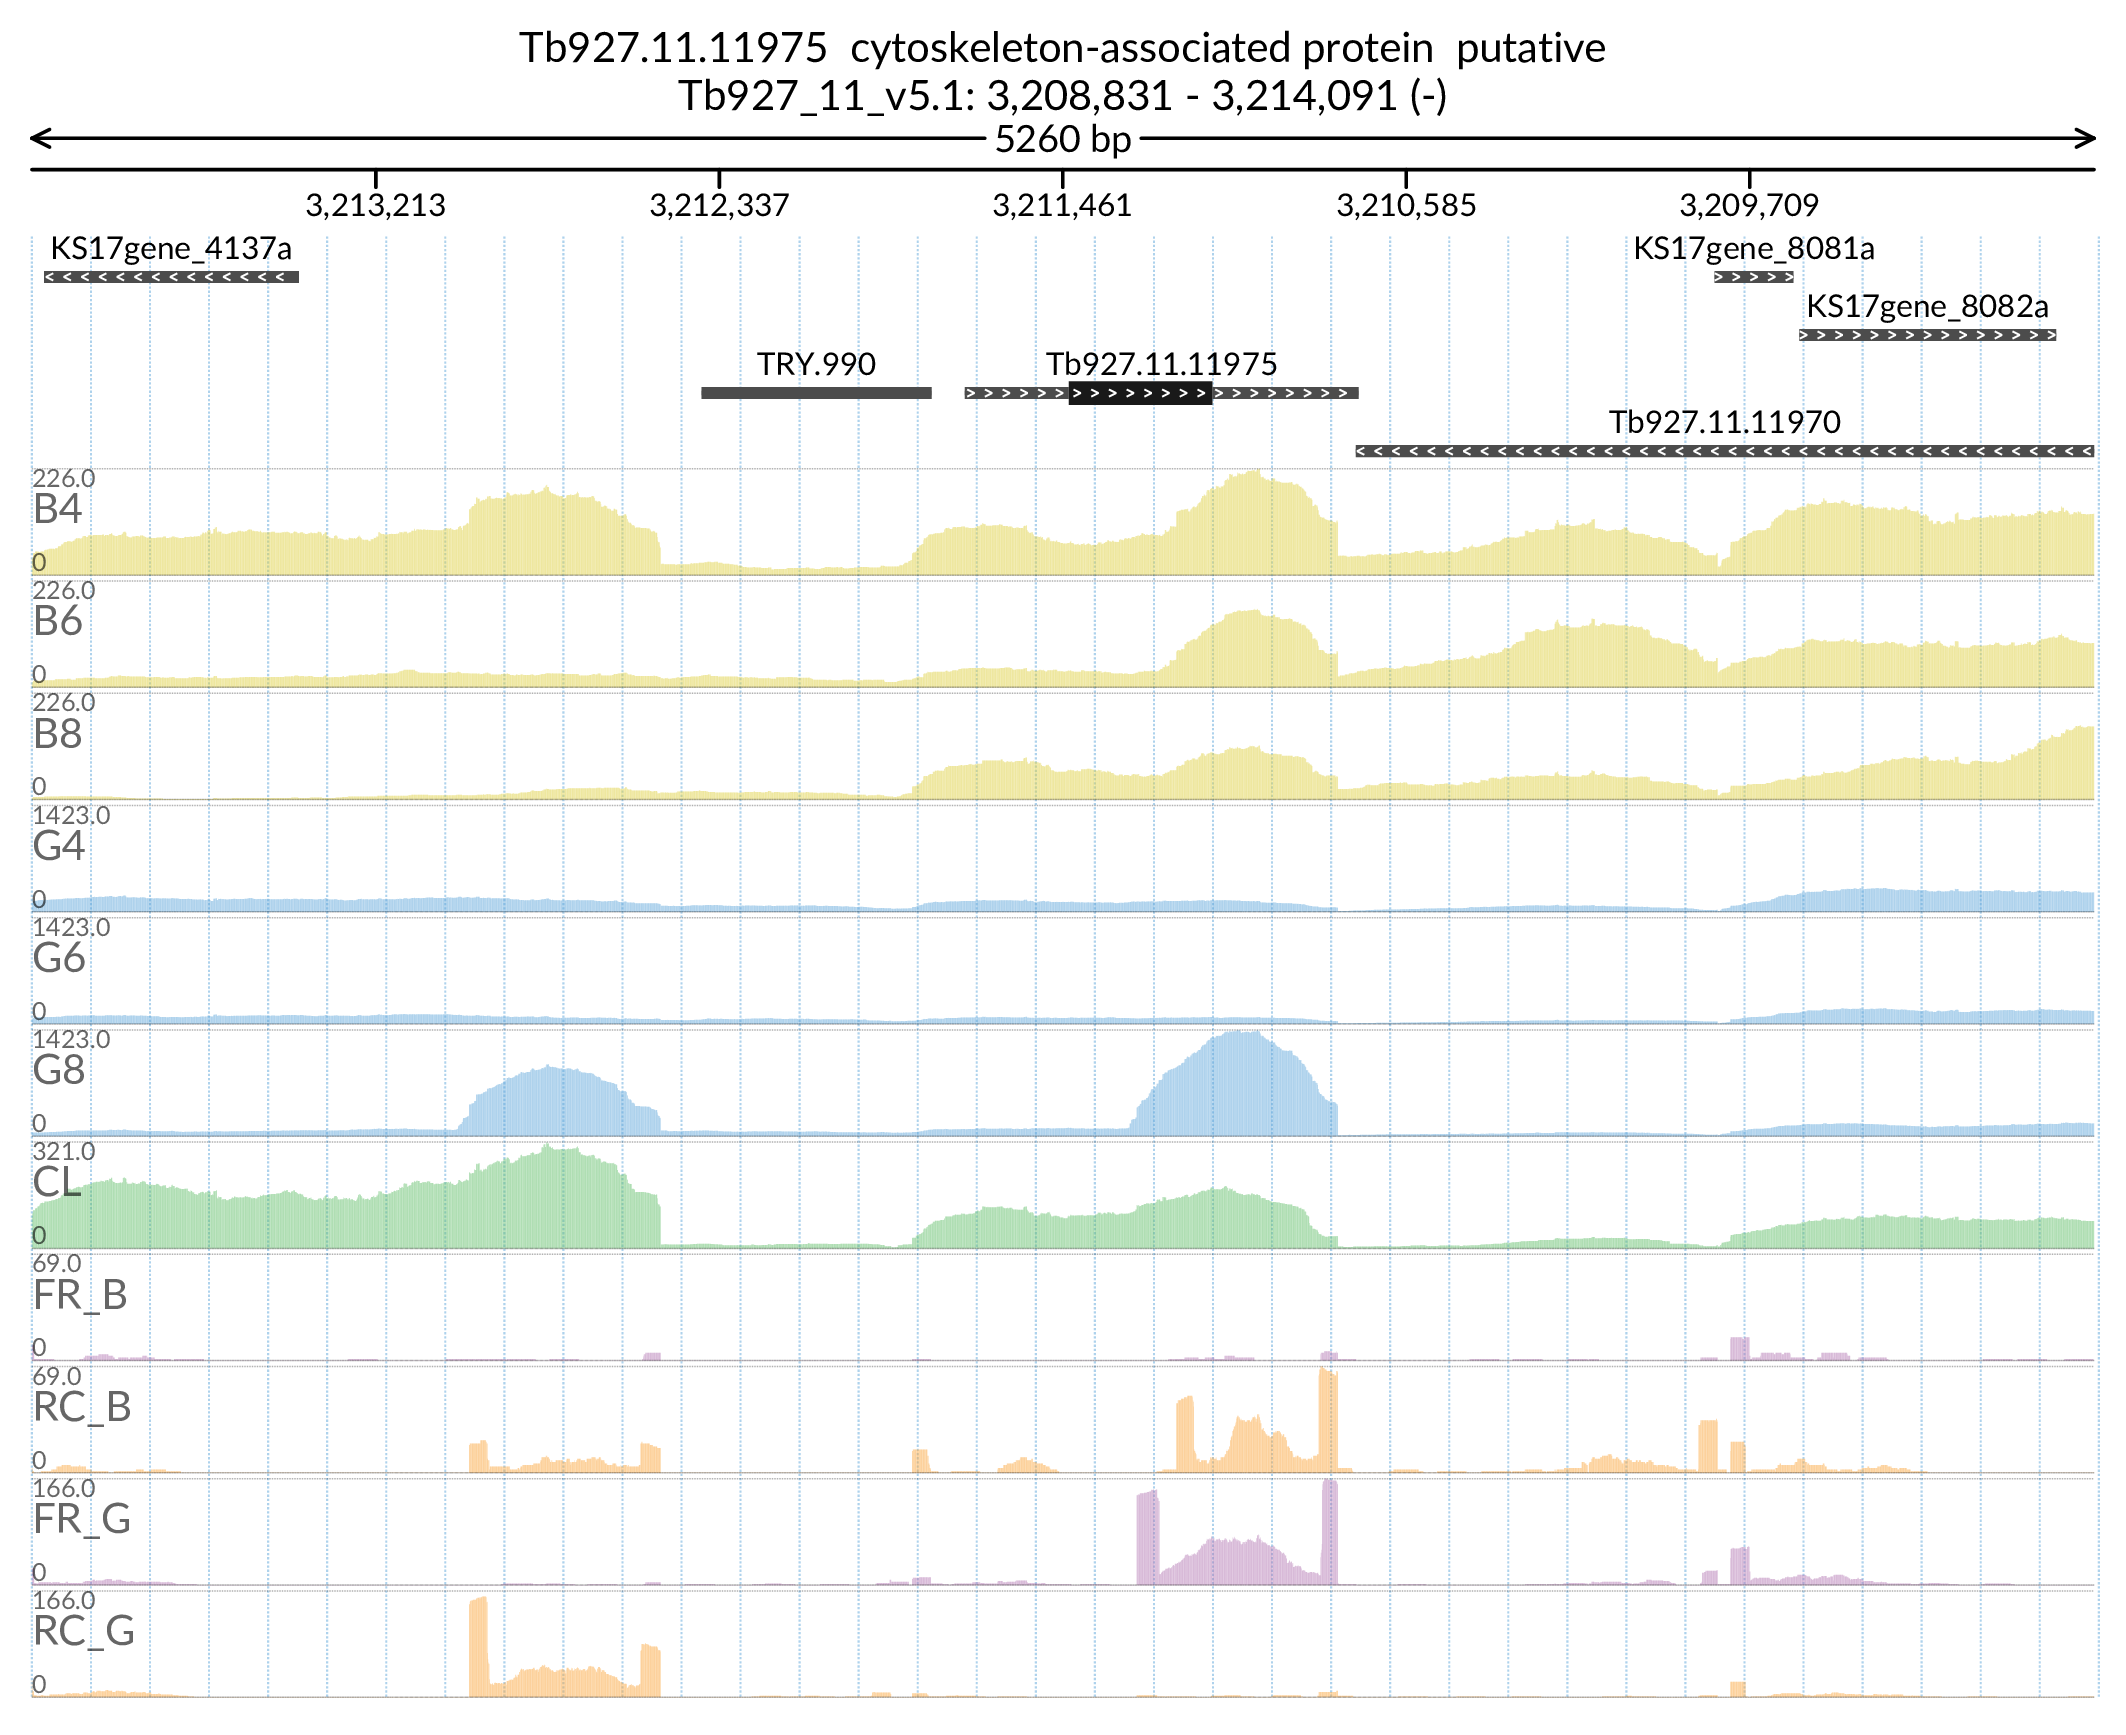 Tb927.11.11975 cytoskeleton-associated protein putative
Tb927_11_v5.1: 3,208,831 - 3,214,091 (-)
5260 bp
3,213,213 3,212,337 3,211,461 3,210,585 3,209,709
KS17gene_4137a KS17gene_8081a
KS17gene_8082a
TRY.990 Tb927.11.11975
Tb927.11.11970
226.0
B4
0
226.0
B6
0
226.0
B8
0
1423.0
G4
0
1423.0
G6
0
1423.0
G8
0
321.0
CL
0
69.0
FR_B
0
69.0
RC_B
0
166.0
FR_G
0
166.0
RC_G
0